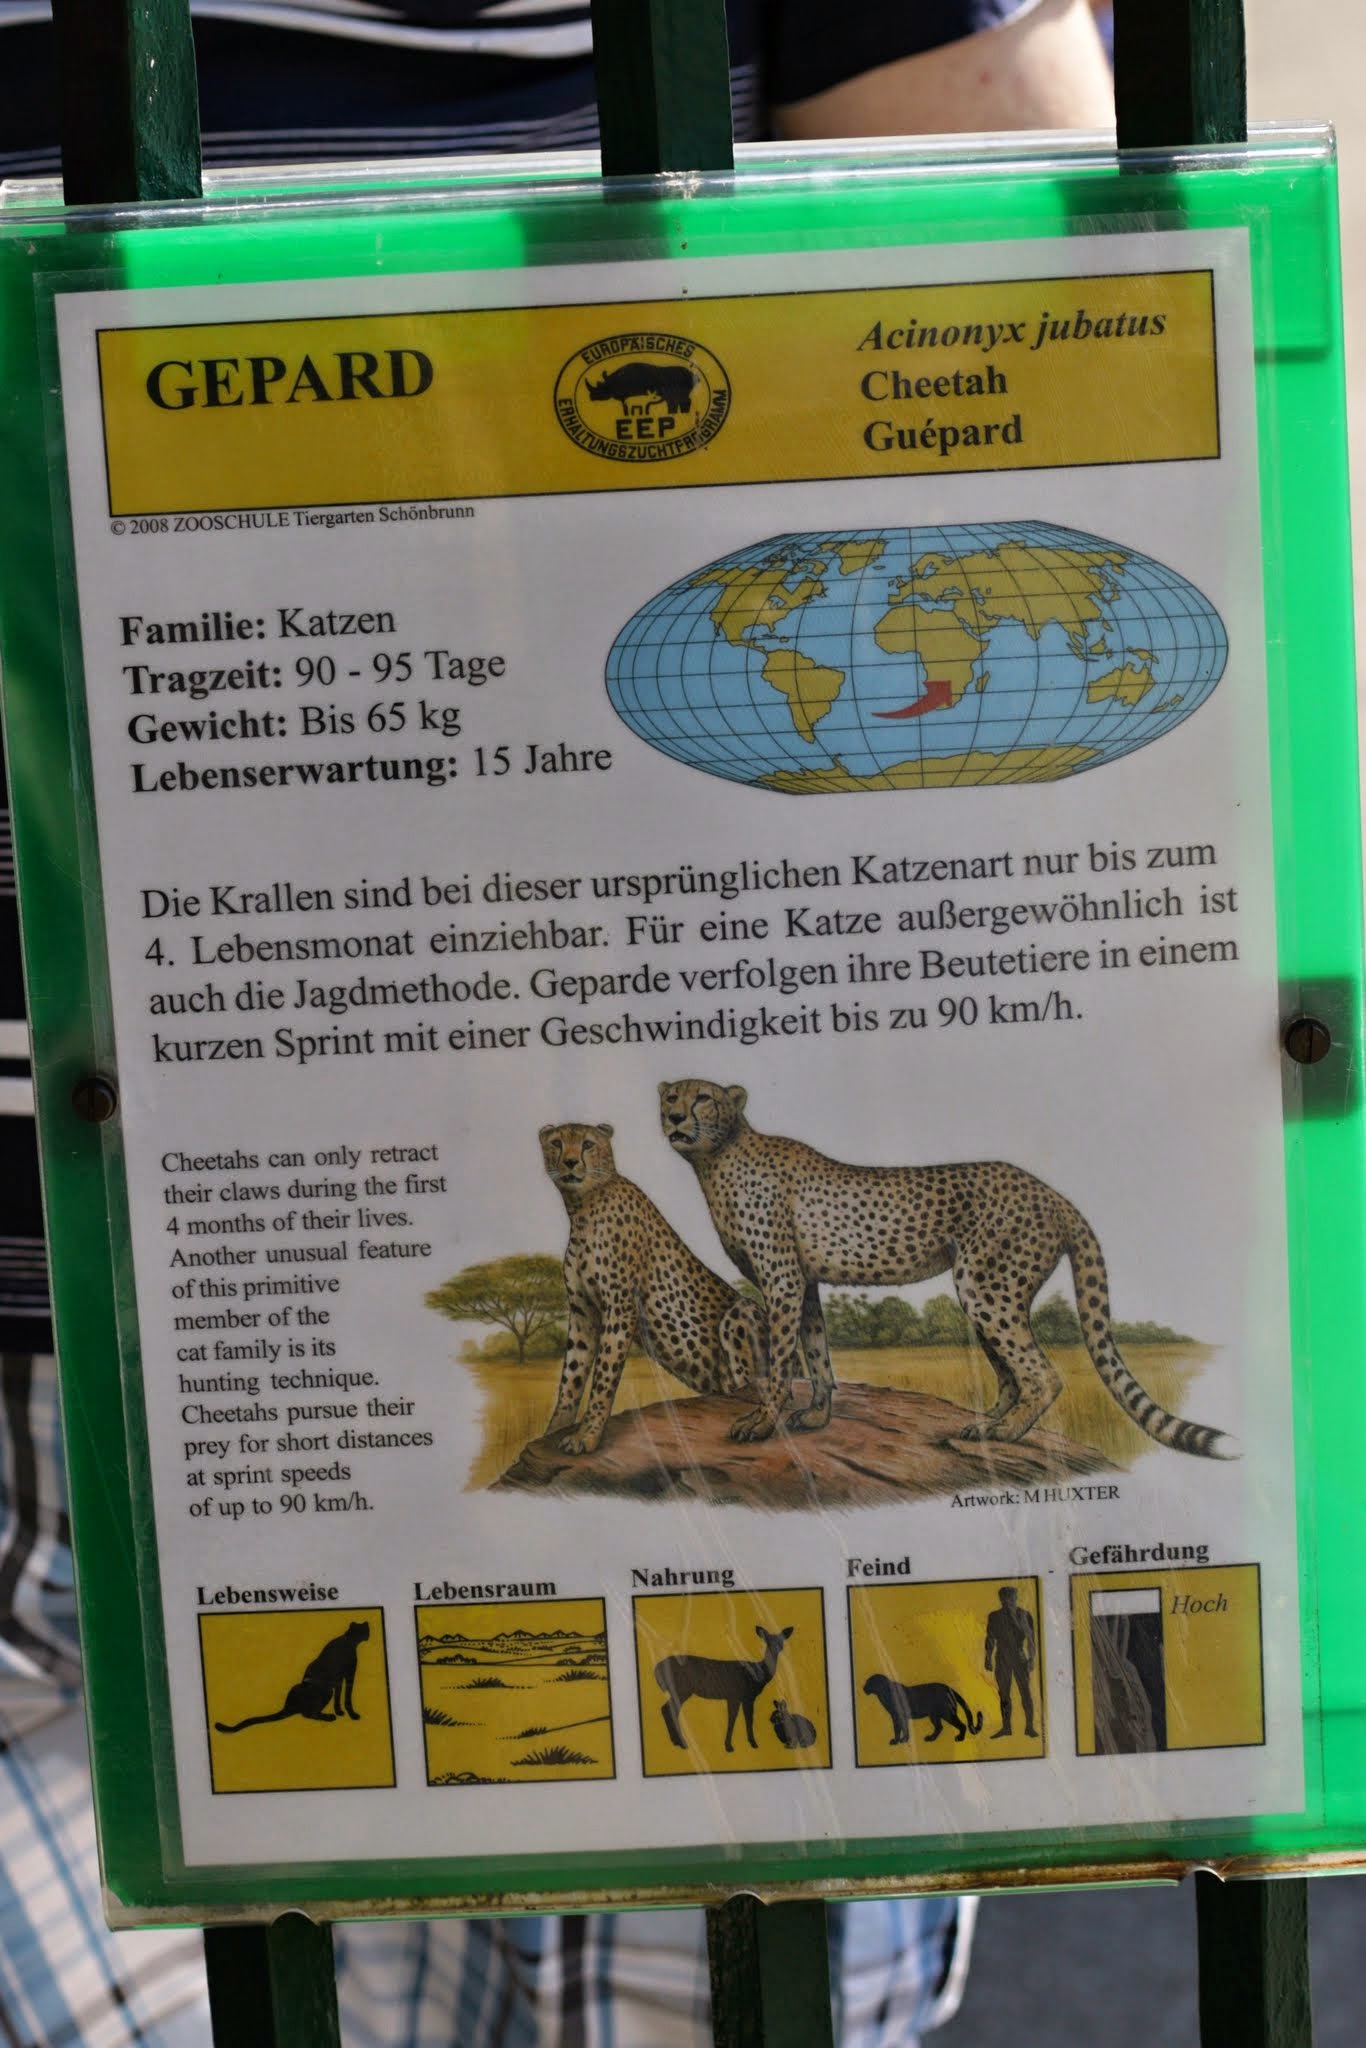 GEPARD
EUROPÄISCHES
EEP
ERHALTUNGSZUCHTPROGRAMM
Acinonyx jubatus
Cheetah
Guépard
© 2008 ZOOSCHULE Tiergarten Schönbrunn
Familie: Katzen
Tragzeit: 90 - 95 Tage
Gewicht: Bis 65 kg
Lebenserwartung: 15 Jahre
Die Krallen sind bei dieser ursprünglichen Katzenart nur bis zum
4. Lebensmonat einziehbar. Für eine Katze außergewöhnlich ist
auch die Jagdmethode. Geparde verfolgen ihre Beutetiere in einem
kurzen Sprint mit einer Geschwindigkeit bis zu 90 km/h.
Cheetahs can only retract
their claws during the first
4 months of their lives.
Another unusual feature
of this primitive
member of the
cat family is its
hunting technique.
Cheetahs pursue their
prey for short distances
at sprint speeds
of up to 90 km/h.
Artwork: M HUXTER
Lebensweise
Lebensraum
Nahrung
Feind
Gefährdung
Hoch